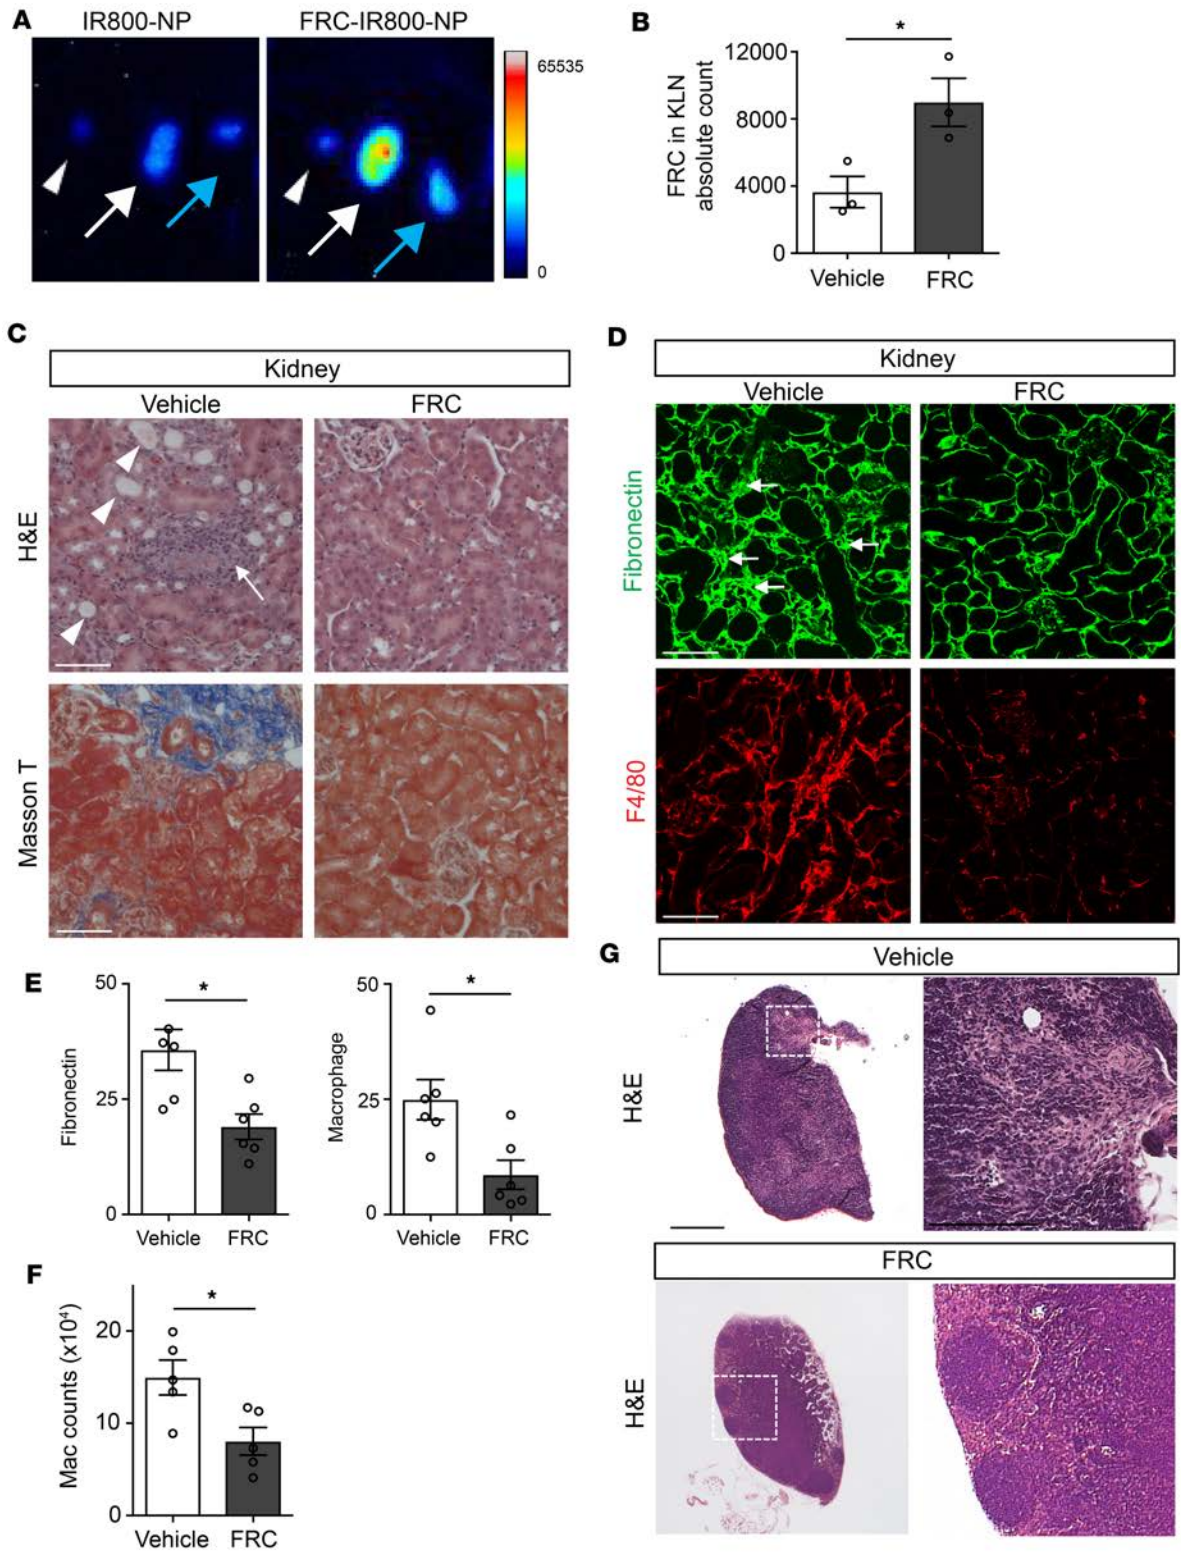 A
IR800-NP
FRC-IR800-NP
65535
0
B
*
12000
8000
4000
0
FRC in KLN
absolute count
Vehicle
FRC
C
Kidney
Vehicle
FRC
H&E
Masson T
D
Kidney
Vehicle
FRC
Fibronectin
F4/80
E
50
25
0
Fibronectin
*
Vehicle
FRC
50
25
0
Macrophage
*
Vehicle
FRC
F
20
10
0
Mac counts (x10⁴)
*
Vehicle
FRC
G
Vehicle
H&E
FRC
H&E